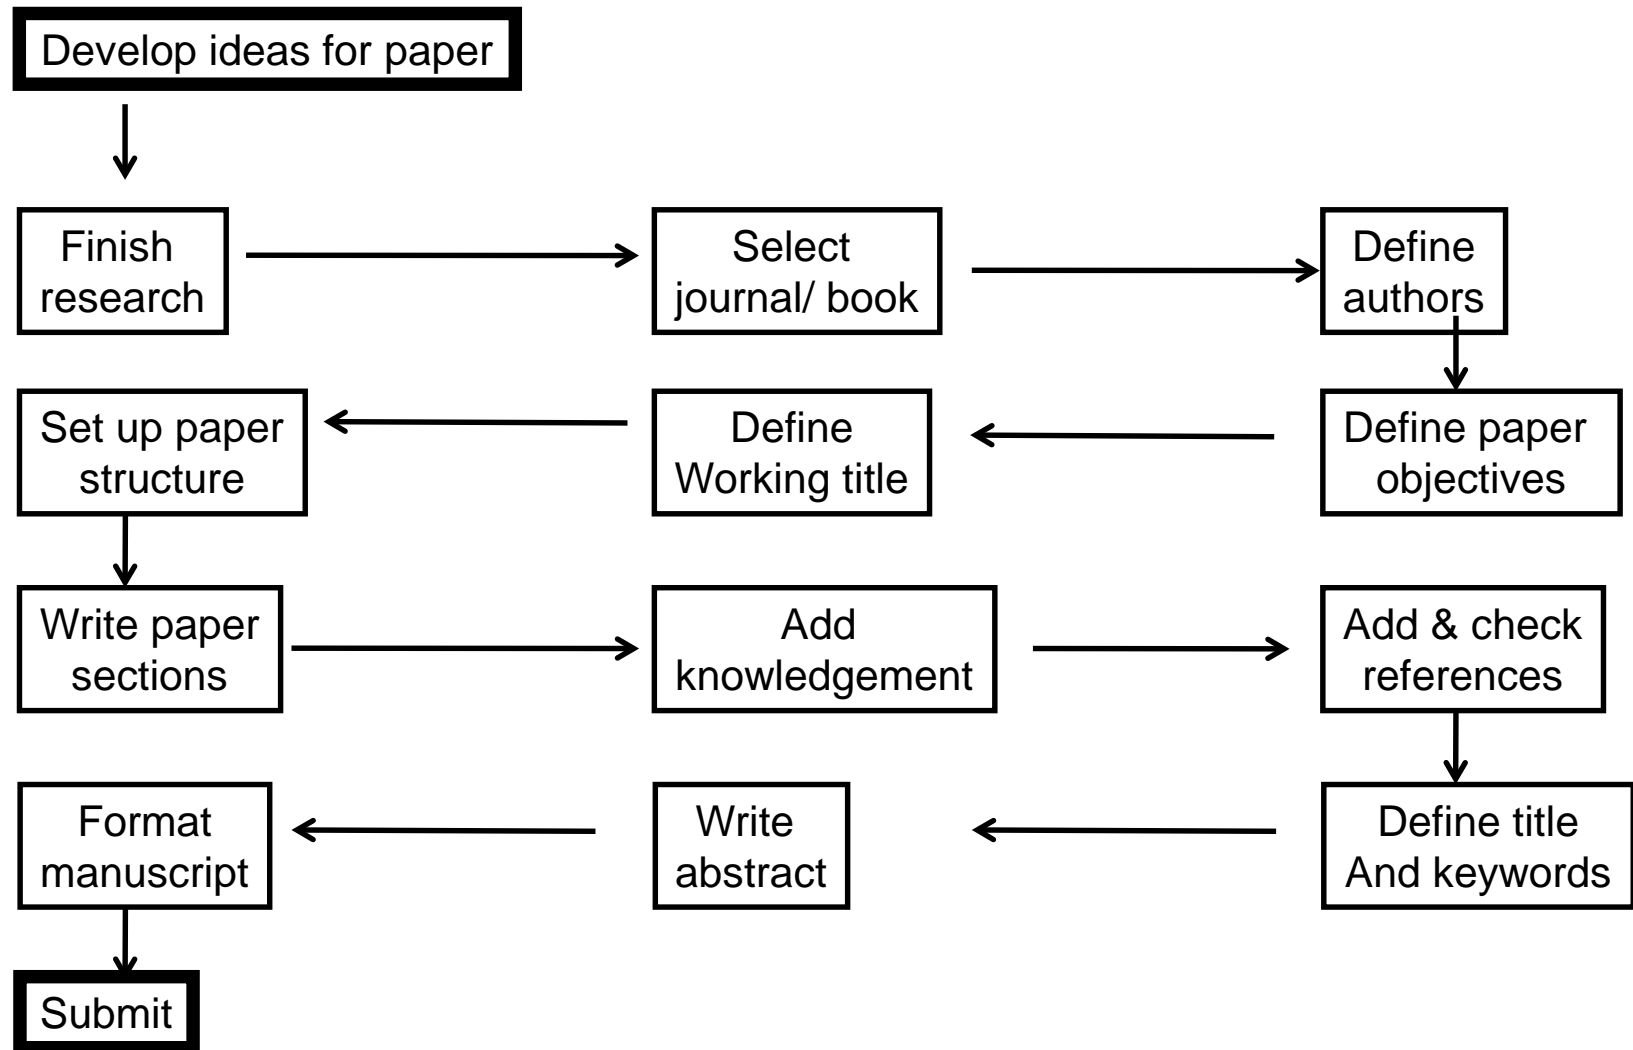 Develop ideas for paper
Finish
research
Select
journal/ book
Define
authors
Define paper
objectives
Define
Working title
Set up paper
structure
Write paper
sections
Add
knowledgement
Add & check
references
Define title
And keywords
Write
abstract
Format
manuscript
Submit